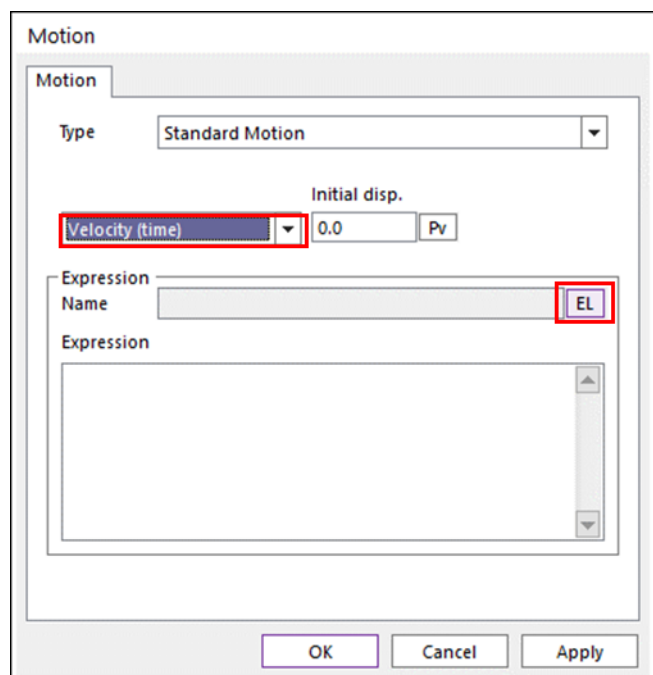 Motion
Motion
Type Standard Motion
Initial disp.
Velocity (time) 0.0 Pv
Expression
Name EL
Expression
OK Cancel Apply